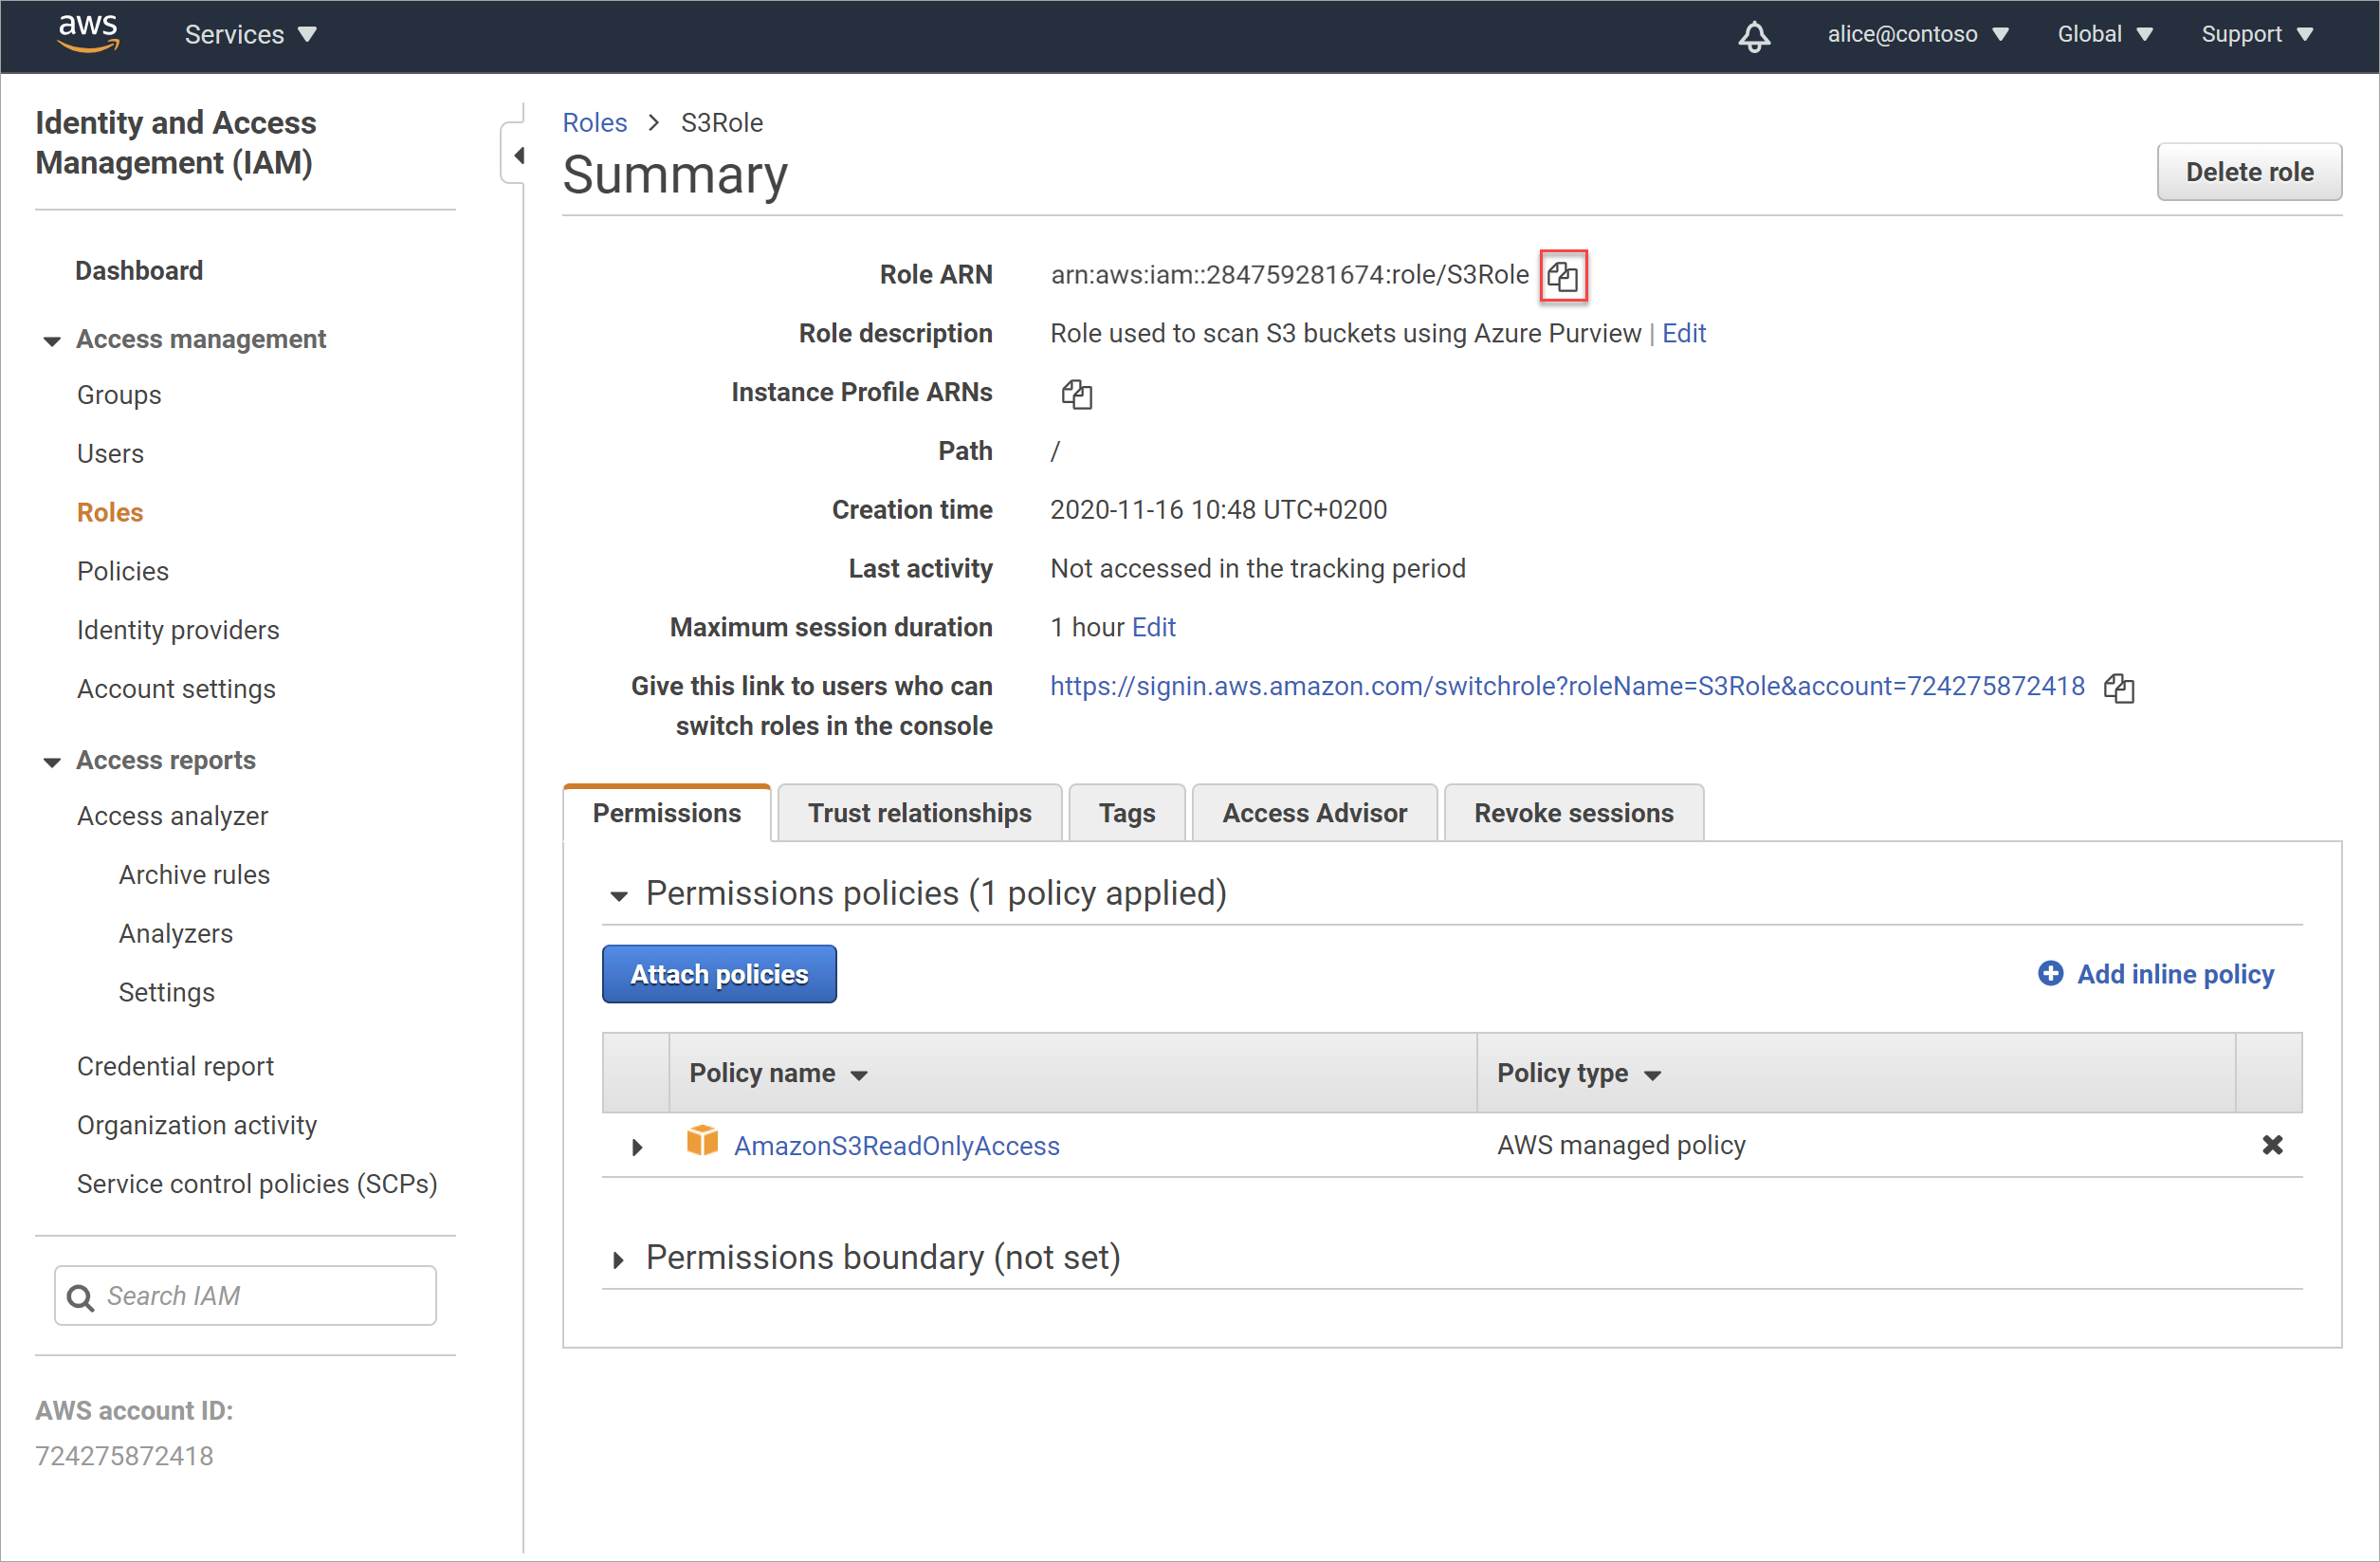 aws
Services
alice@contoso
Global
Support
Identity and Access
Management (IAM)
Dashboard
Access management
Groups
Users
Roles
Policies
Identity providers
Account settings
Access reports
Access analyzer
Archive rules
Analyzers
Settings
Credential report
Organization activity
Service control policies (SCPs)
Search IAM
AWS account ID:
724275872418
Roles > S3Role
Summary
Delete role
Role ARN arn:aws:iam::284759281674:role/S3Role
Role description Role used to scan S3 buckets using Azure Purview | Edit
Instance Profile ARNs
Path /
Creation time 2020-11-16 10:48 UTC+0200
Last activity Not accessed in the tracking period
Maximum session duration 1 hour Edit
Give this link to users who can https://signin.aws.amazon.com/switchrole?roleName=S3Role&account=724275872418
switch roles in the console
Permissions
Trust relationships
Tags
Access Advisor
Revoke sessions
Permissions policies (1 policy applied)
Attach policies
Add inline policy
Policy name
Policy type
AmazonS3ReadOnlyAccess
AWS managed policy
Permissions boundary (not set)